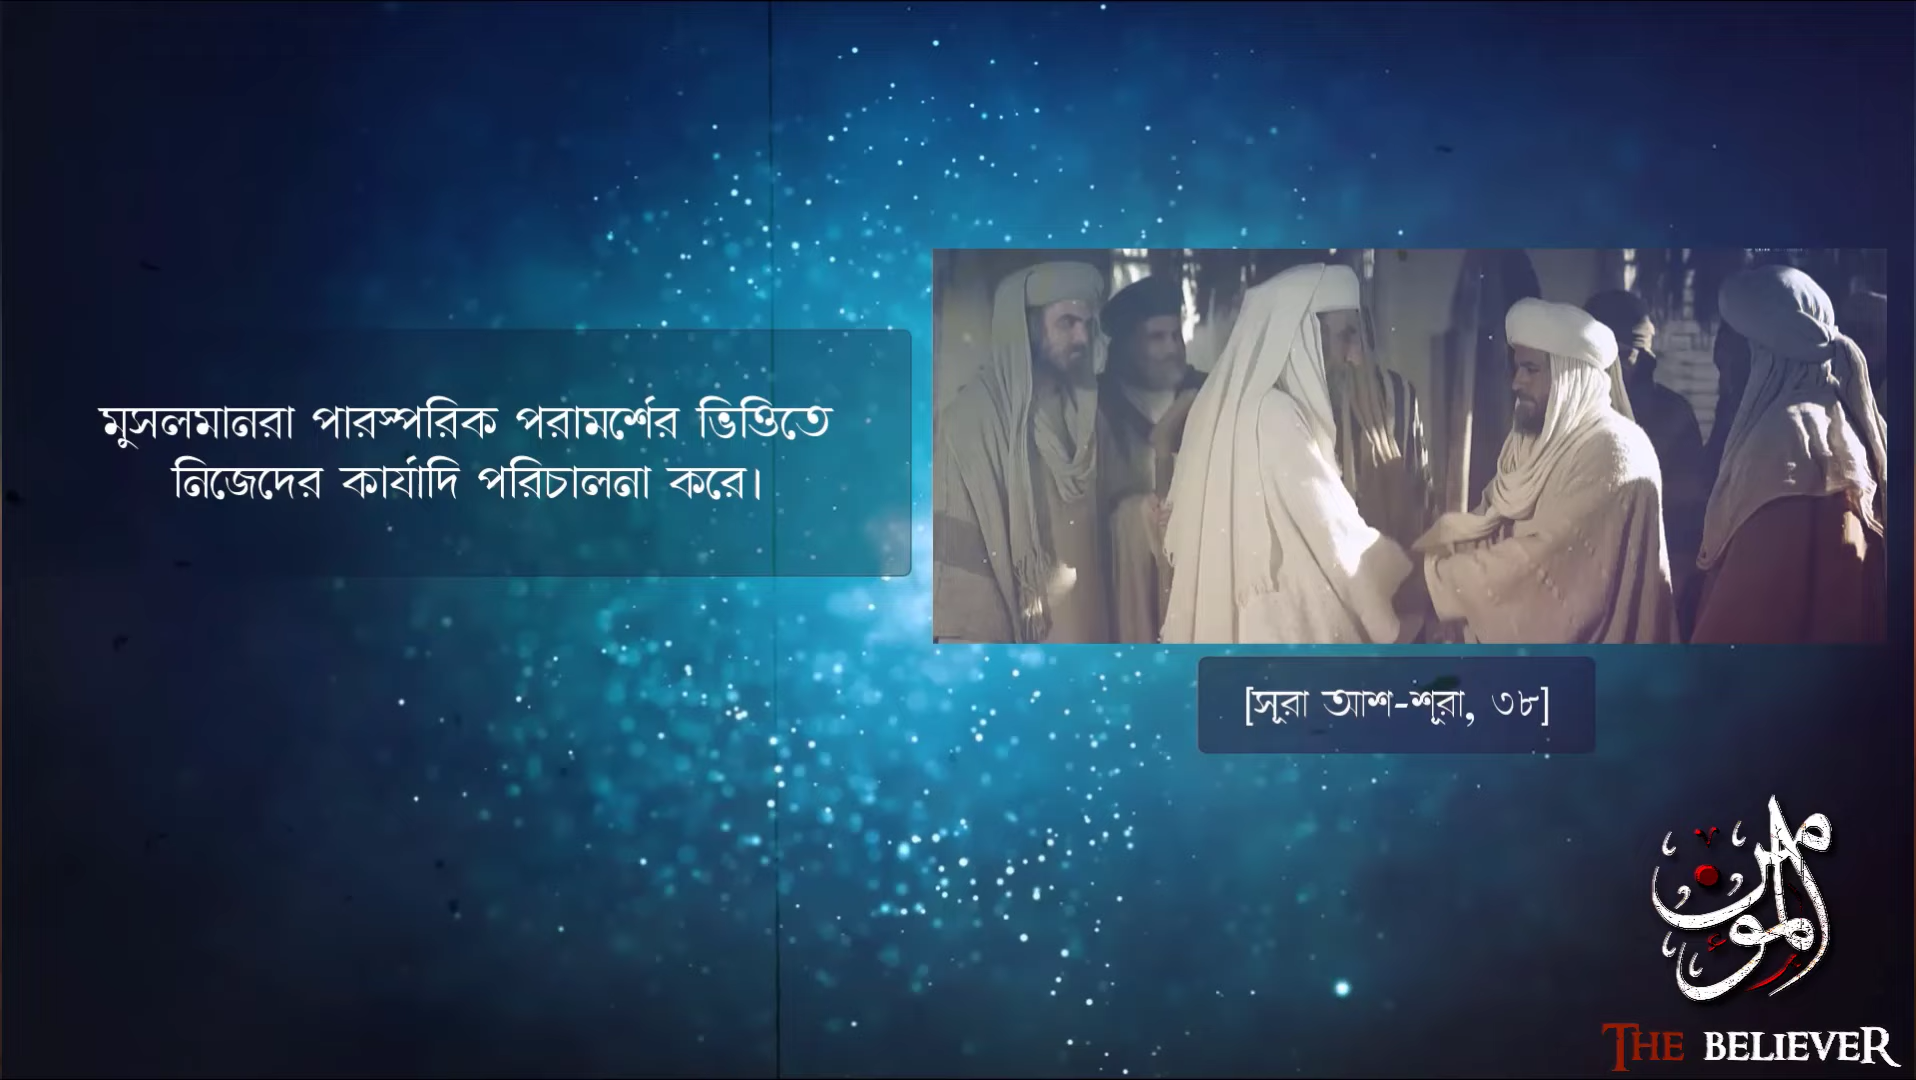 মুসলমানরা পারস্পরিক পরামর্শের ভিত্তিতে
নিজেদের কার্যাদি পরিচালনা করে।
[সূরা আশ-শূরা, ৩৮]
المؤمن
THE BELIEVER